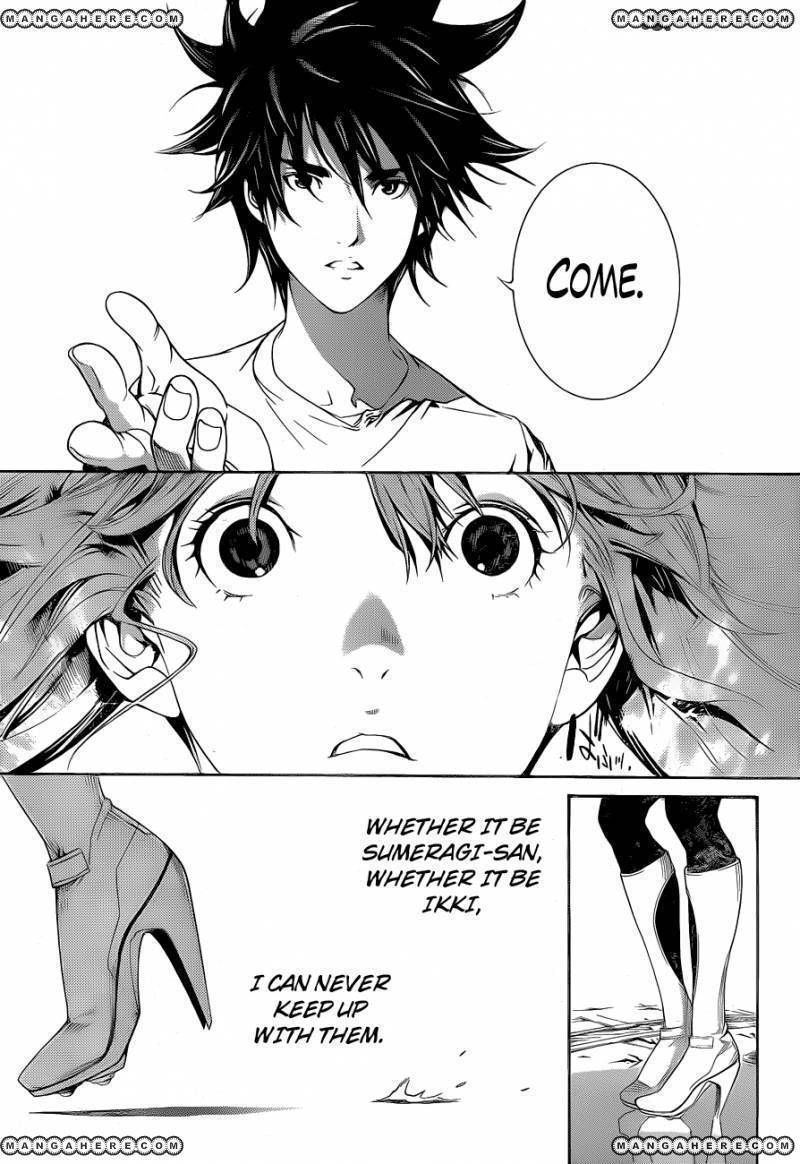 MANGAHERE.COM
MANGAHERE.COM
COME.
WHETHER IT BE
SUMERAGI-SAN,
WHETHER IT BE
IKKI,
I CAN NEVER
KEEP UP
WITH THEM.
MANGAHERE.COM
MANGAHERE.COM